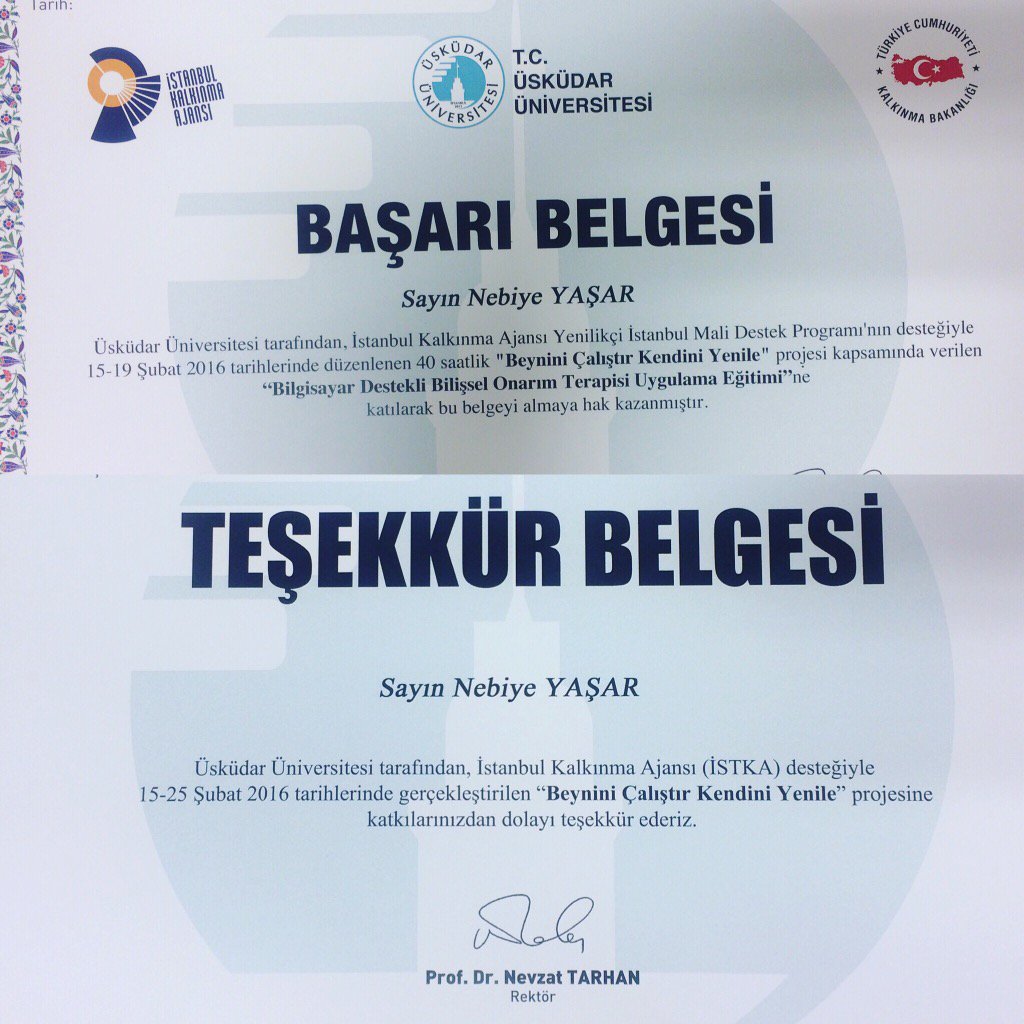 Tarih:
İSTANBUL
KALKINMA
AJANSI
ÜSKÜDAR ÜNİVERSİTESİ
T.C.
ÜSKÜDAR
ÜNİVERSİTESİ
TÜRKİYE CUMHURİYETİ
KALKINMA BAKANLIĞI
BAŞARI BELGESİ
Sayın Nebiye YAŞAR
Üsküdar Üniversitesi tarafından, İstanbul Kalkınma Ajansı Yenilikçi İstanbul Mali Destek Programı'nın desteğiyle
15-19 Şubat 2016 tarihlerinde düzenlenen 40 saatlik "Beynini Çalıştır Kendini Yenile" projesi kapsamında verilen
“Bilgisayar Destekli Bilişsel Onarım Terapisi Uygulama Eğitimi”ne
katılarak bu belgeyi almaya hak kazanmıştır.
TEŞEKKÜR BELGESİ
Sayın Nebiye YAŞAR
Üsküdar Üniversitesi tarafından, İstanbul Kalkınma Ajansı (İSTKA) desteğiyle
15-25 Şubat 2016 tarihlerinde gerçekleştirilen “Beynini Çalıştır Kendini Yenile” projesine
katkılarınızdan dolayı teşekkür ederiz.
Prof. Dr. Nevzat TARHAN
Rektör